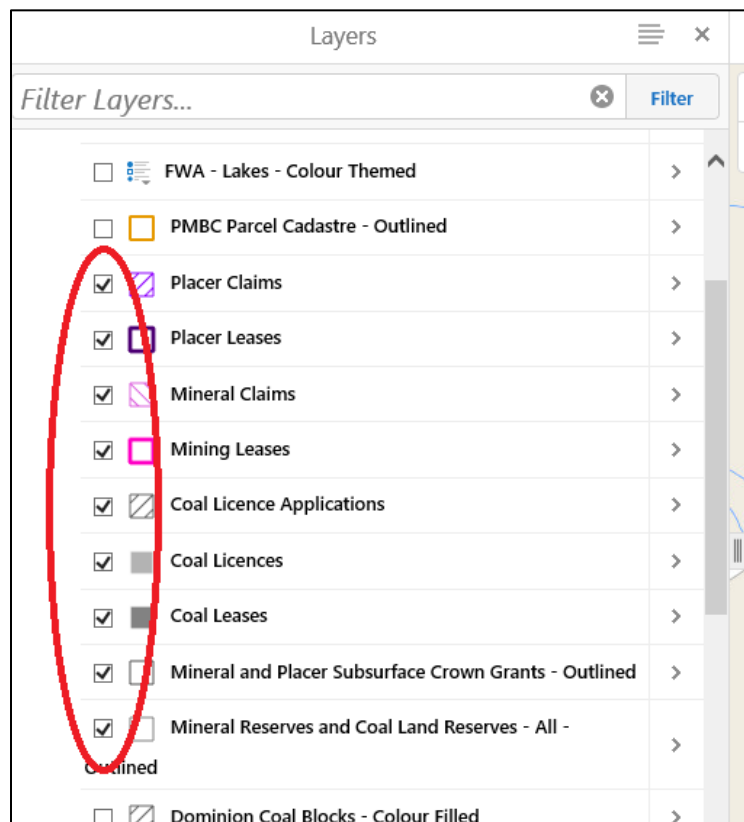 Layers
Filter Layers...
Filter
FWA - Lakes - Colour Themed
PMBC Parcel Cadastre - Outlined
Placer Claims
Placer Leases
Mineral Claims
Mining Leases
Coal Licence Applications
Coal Licences
Coal Leases
Mineral and Placer Subsurface Crown Grants - Outlined
Mineral Reserves and Coal Land Reserves - All -
Outlined
Dominion Coal Blocks - Colour Filled